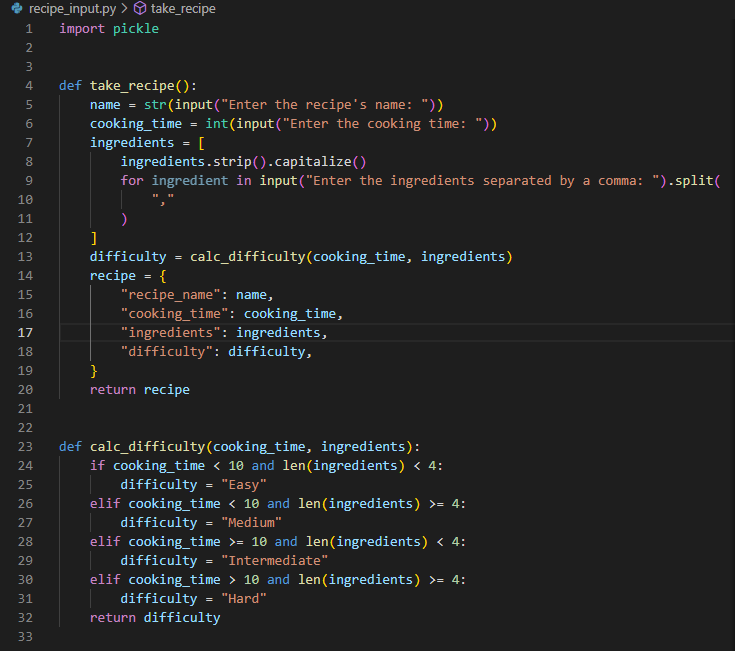 recipe_input.py > take_recipe
1 import pickle
2
3
4 def take_recipe():
5     name = str(input("Enter the recipe's name: "))
6     cooking_time = int(input("Enter the cooking time: "))
7     ingredients = [
8         ingredients.strip().capitalize()
9         for ingredient in input("Enter the ingredients separated by a comma: ").split(
10             ","
11         )
12     ]
13     difficulty = calc_difficulty(cooking_time, ingredients)
14     recipe = {
15         "recipe_name": name,
16         "cooking_time": cooking_time,
17         "ingredients": ingredients,
18         "difficulty": difficulty,
19     }
20     return recipe
21
22
23 def calc_difficulty(cooking_time, ingredients):
24     if cooking_time < 10 and len(ingredients) < 4:
25         difficulty = "Easy"
26     elif cooking_time < 10 and len(ingredients) >= 4:
27         difficulty = "Medium"
28     elif cooking_time >= 10 and len(ingredients) < 4:
29         difficulty = "Intermediate"
30     elif cooking_time > 10 and len(ingredients) >= 4:
31         difficulty = "Hard"
32     return difficulty
33